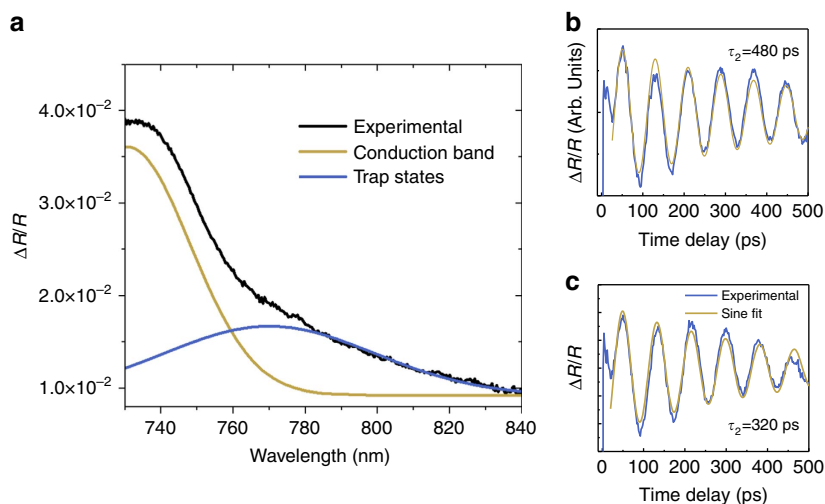 a
ΔR/R
4.0×10⁻²
3.0×10⁻²
2.0×10⁻²
1.0×10⁻²
Experimental
Conduction band
Trap states
740 760 780 800 820 840
Wavelength (nm)
b
ΔR/R (Arb. Units)
τ₂=480 ps
0 100 200 300 400 500
Time delay (ps)
c
ΔR/R
Experimental
Sine fit
τ₂=320 ps
0 100 200 300 400 500
Time delay (ps)